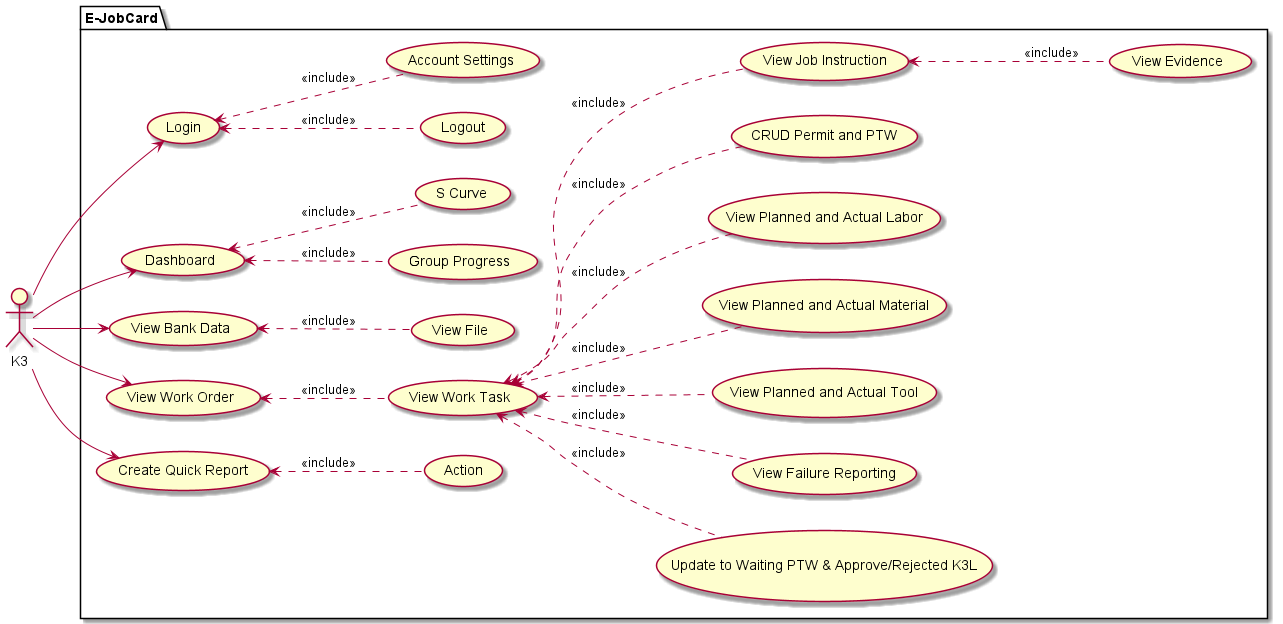 E-JobCard
Account Settings
View Job Instruction
«include»
View Evidence
«include»
«include»
Login
«include»
Logout
CRUD Permit and PTW
«include»
S Curve
«include»
View Planned and Actual Labor
Dashboard
«include»
Group Progress
«include»
View Planned and Actual Material
K3
View Bank Data
«include»
View File
«include»
View Work Order
«include»
View Work Task
«include»
View Planned and Actual Tool
«include»
Create Quick Report
«include»
Action
«include»
View Failure Reporting
Update to Waiting PTW & Approve/Rejected K3L